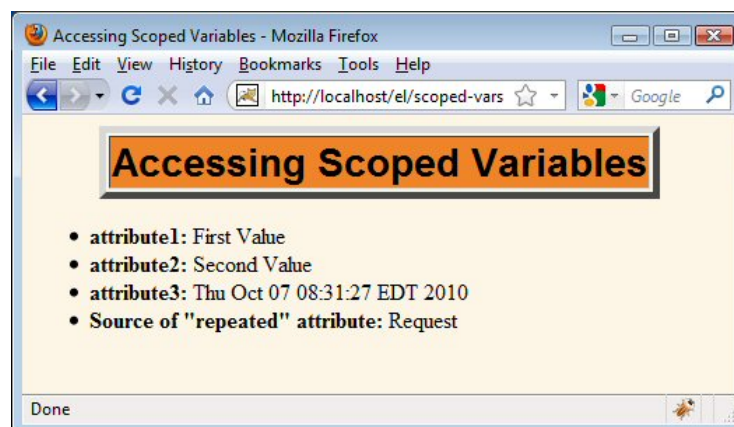 Accessing Scoped Variables - Mozilla Firefox
File Edit View History Bookmarks Tools Help
http://localhost/el/scoped-vars Google
Accessing Scoped Variables
• attribute1: First Value
• attribute2: Second Value
• attribute3: Thu Oct 07 08:31:27 EDT 2010
• Source of "repeated" attribute: Request
Done